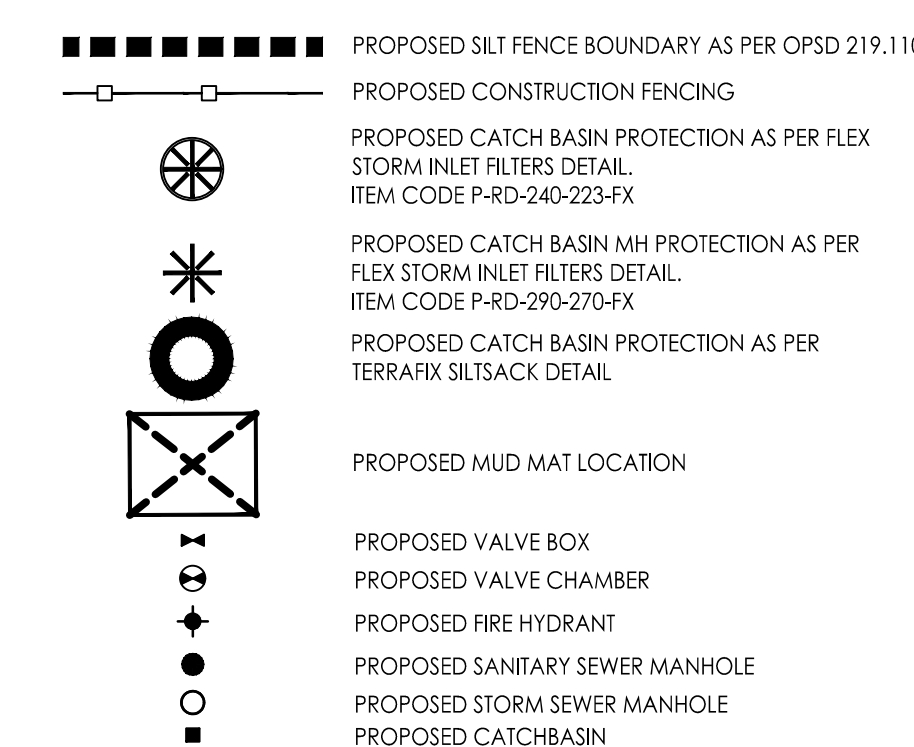 PROPOSED SILT FENCE BOUNDARY AS PER OPSD 219.110
PROPOSED CONSTRUCTION FENCING
PROPOSED CATCH BASIN PROTECTION AS PER FLEX
STORM INLET FILTERS DETAIL.
ITEM CODE P-RD-240-223-FX
PROPOSED CATCH BASIN MH PROTECTION AS PER
FLEX STORM INLET FILTERS DETAIL.
ITEM CODE P-RD-290-270-FX
PROPOSED CATCH BASIN PROTECTION AS PER
TERRAFIX SILTSACK DETAIL
PROPOSED MUD MAT LOCATION
PROPOSED VALVE BOX
PROPOSED VALVE CHAMBER
PROPOSED FIRE HYDRANT
PROPOSED SANITARY SEWER MANHOLE
PROPOSED STORM SEWER MANHOLE
PROPOSED CATCHBASIN